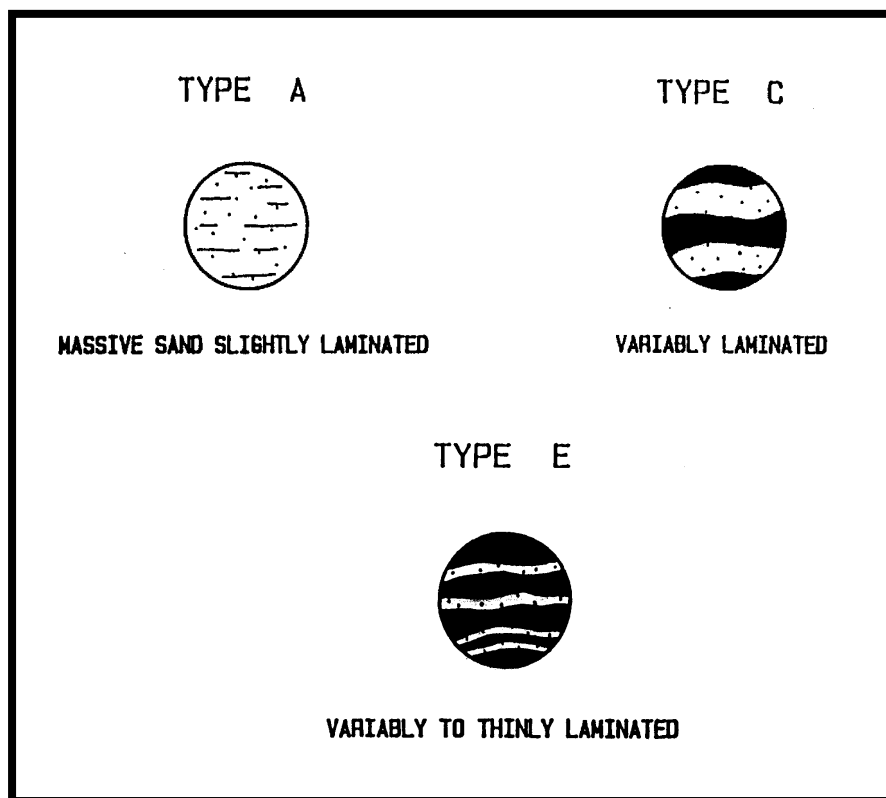 TYPE A
TYPE C
MASSIVE SAND SLIGHTLY LAMINATED
VARIABLY LAMINATED
TYPE E
VARIABLY TO THINLY LAMINATED